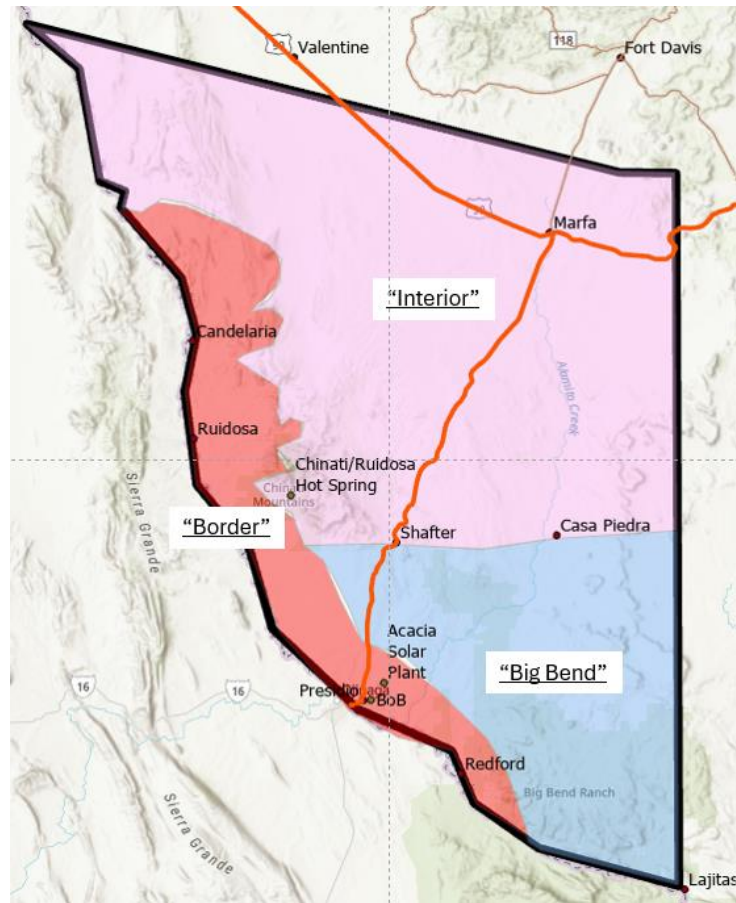 Valentine
118
Fort Davis
Marfa
“Interior”
Candelaria
Alamito Creek
Ruidosa
Chinati/Ruidosa
Hot Spring
Mountains
“Border”
Shafter
Casa Piedra
Sierra Grande
Acacia
Solar
Plant
“Big Bend”
16
16
Presidio
BoB
Redford
Big Bend Ranch
Sierra Grande
Lajitas